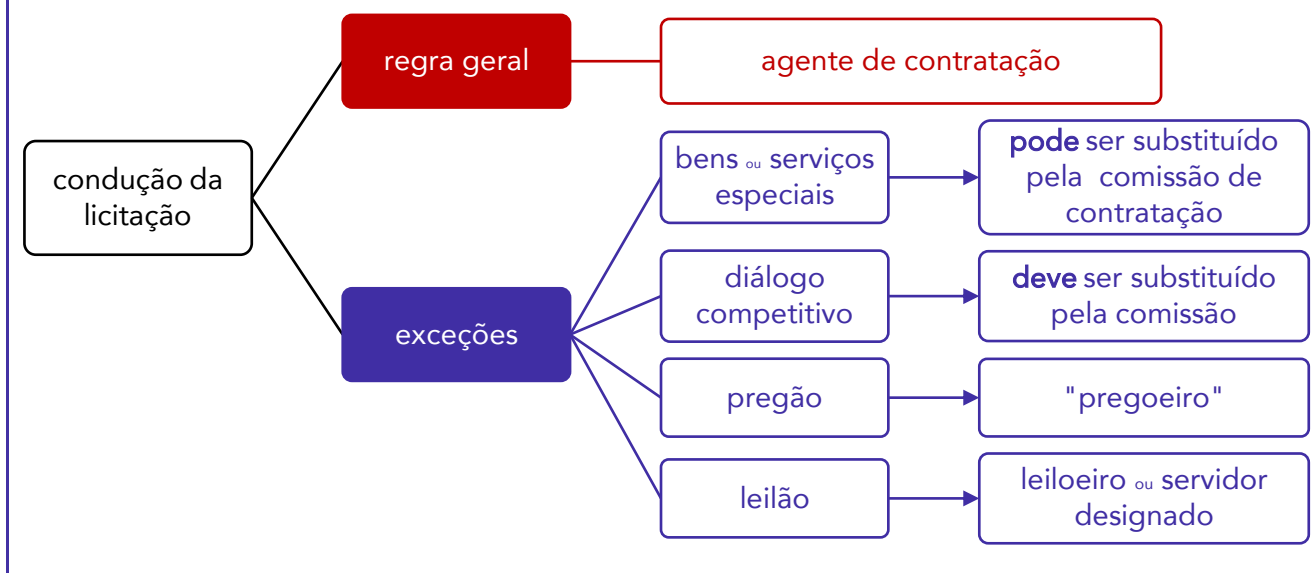 condução da
licitação
regra geral
agente de contratação
exceções
bens ou serviços
especiais
pode ser substituído
pela comissão de
contratação
diálogo
competitivo
deve ser substituído
pela comissão
pregão
"pregoeiro"
leilão
leiloeiro ou servidor
designado